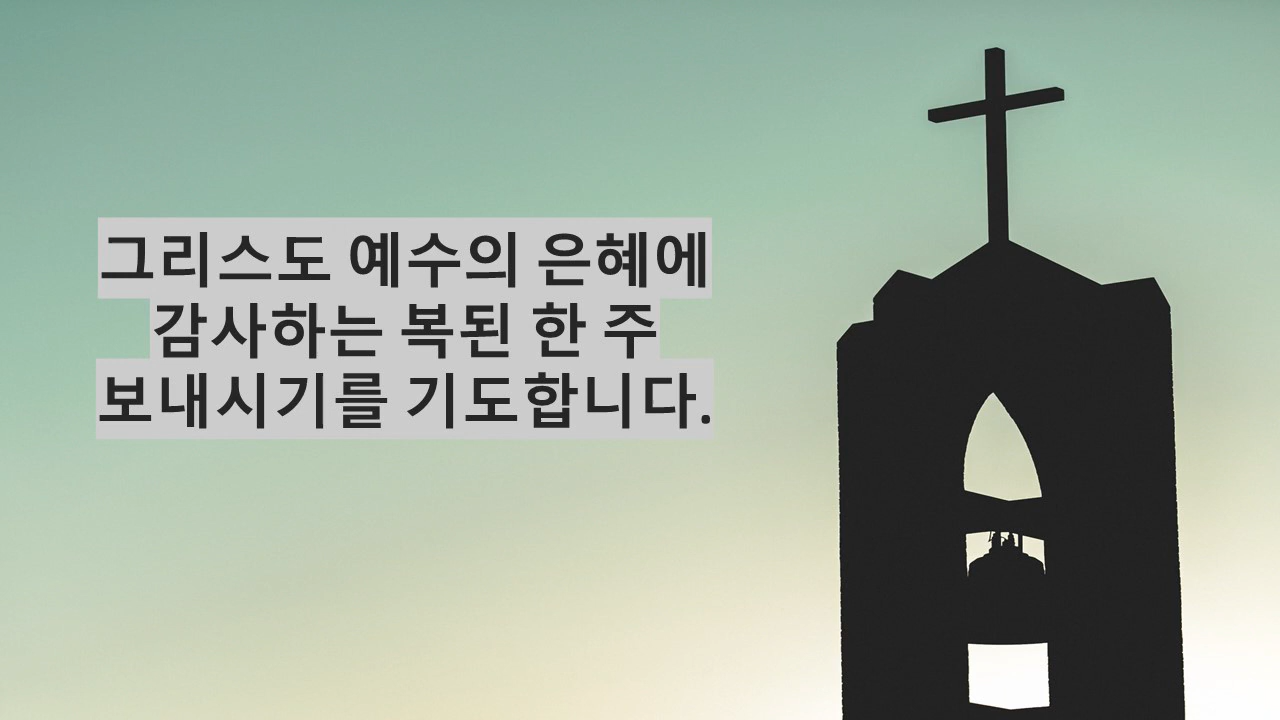 그리스도 예수의 은혜에
감사하는 복된 한 주
보내시기를 기도합니다.